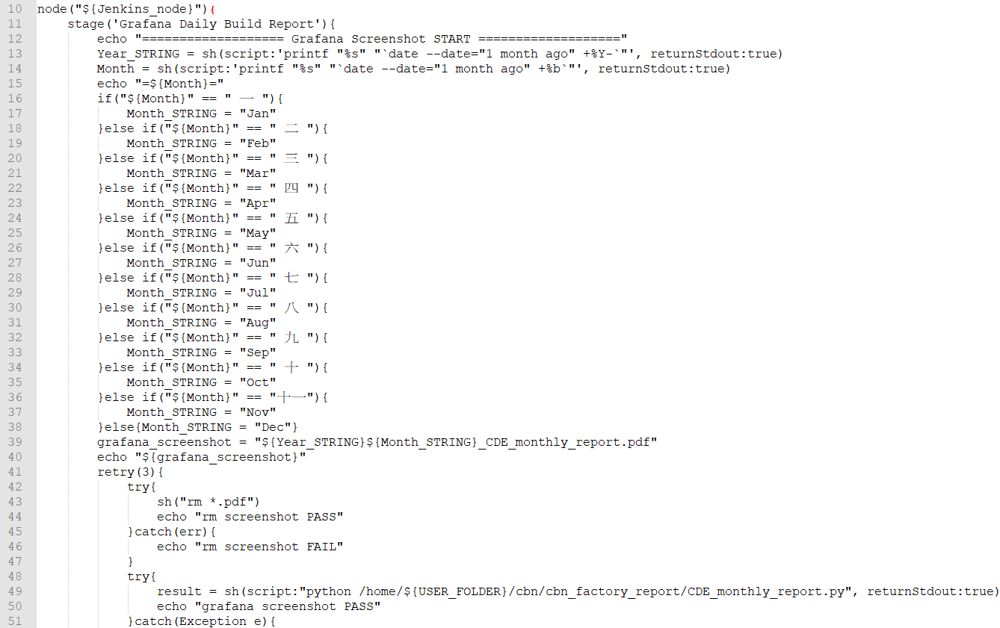 10 node("${Jenkins_node}"){
11     stage('Grafana Daily Build Report'){
12         echo "=================== Grafana Screenshot START ==================="
13         Year_STRING = sh(script:'printf "%s" "`date --date="1 month ago" +%Y-`"', returnStdout:true)
14         Month = sh(script:'printf "%s" "`date --date="1 month ago" +%b`"', returnStdout:true)
15         echo "=${Month}="
16         if("${Month}" == " 一 "){
17             Month_STRING = "Jan"
18         }else if("${Month}" == " 二 "){
19             Month_STRING = "Feb"
20         }else if("${Month}" == " 三 "){
21             Month_STRING = "Mar"
22         }else if("${Month}" == " 四 "){
23             Month_STRING = "Apr"
24         }else if("${Month}" == " 五 "){
25             Month_STRING = "May"
26         }else if("${Month}" == " 六 "){
27             Month_STRING = "Jun"
28         }else if("${Month}" == " 七 "){
29             Month_STRING = "Jul"
30         }else if("${Month}" == " 八 "){
31             Month_STRING = "Aug"
32         }else if("${Month}" == " 九 "){
33             Month_STRING = "Sep"
34         }else if("${Month}" == " 十 "){
35             Month_STRING = "Oct"
36         }else if("${Month}" == "十一"){
37             Month_STRING = "Nov"
38         }else{Month_STRING = "Dec"}
39         grafana_screenshot = "${Year_STRING}${Month_STRING}_CDE_monthly_report.pdf"
40         echo "${grafana_screenshot}"
41         retry(3){
42             try{
43                 sh("rm *.pdf")
44                 echo "rm screenshot PASS"
45             }catch(err){
46                 echo "rm screenshot FAIL"
47             }
48             try{
49                 result = sh(script:"python /home/${USER_FOLDER}/cbn/cbn_factory_report/CDE_monthly_report.py", returnStdout:true)
50                 echo "grafana screenshot PASS"
51             }catch(Exception e){